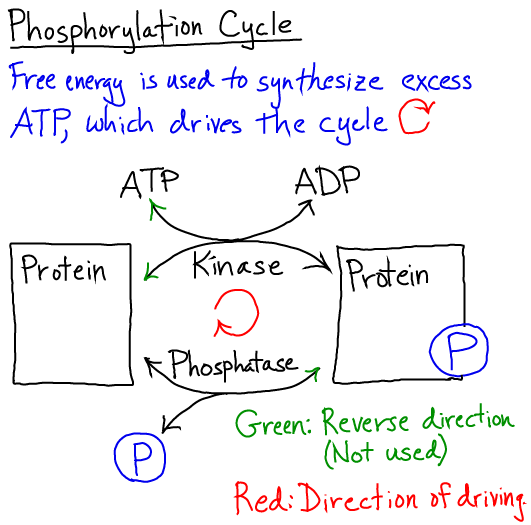 Phosphorylation Cycle
Free energy is used to synthesize excess
ATP, which drives the cycle
ATP ADP
Protein Kinase Protein
Phosphatase P
P
Green: Reverse direction
(Not used)
Red: Direction of driving.